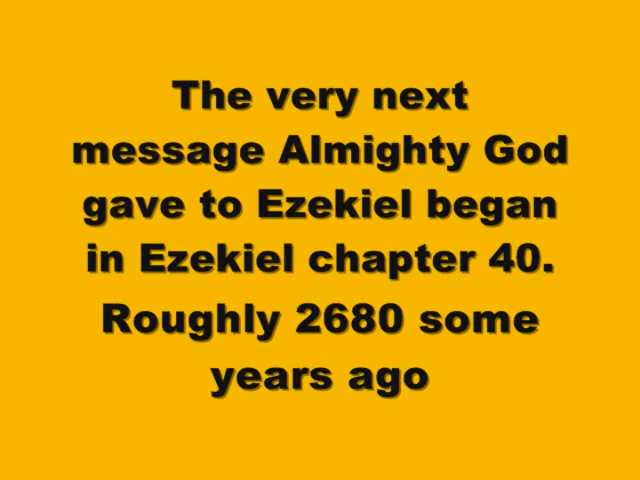 The very next
message Almighty God
gave to Ezekiel began
in Ezekiel chapter 40.
Roughly 2680 some
years ago